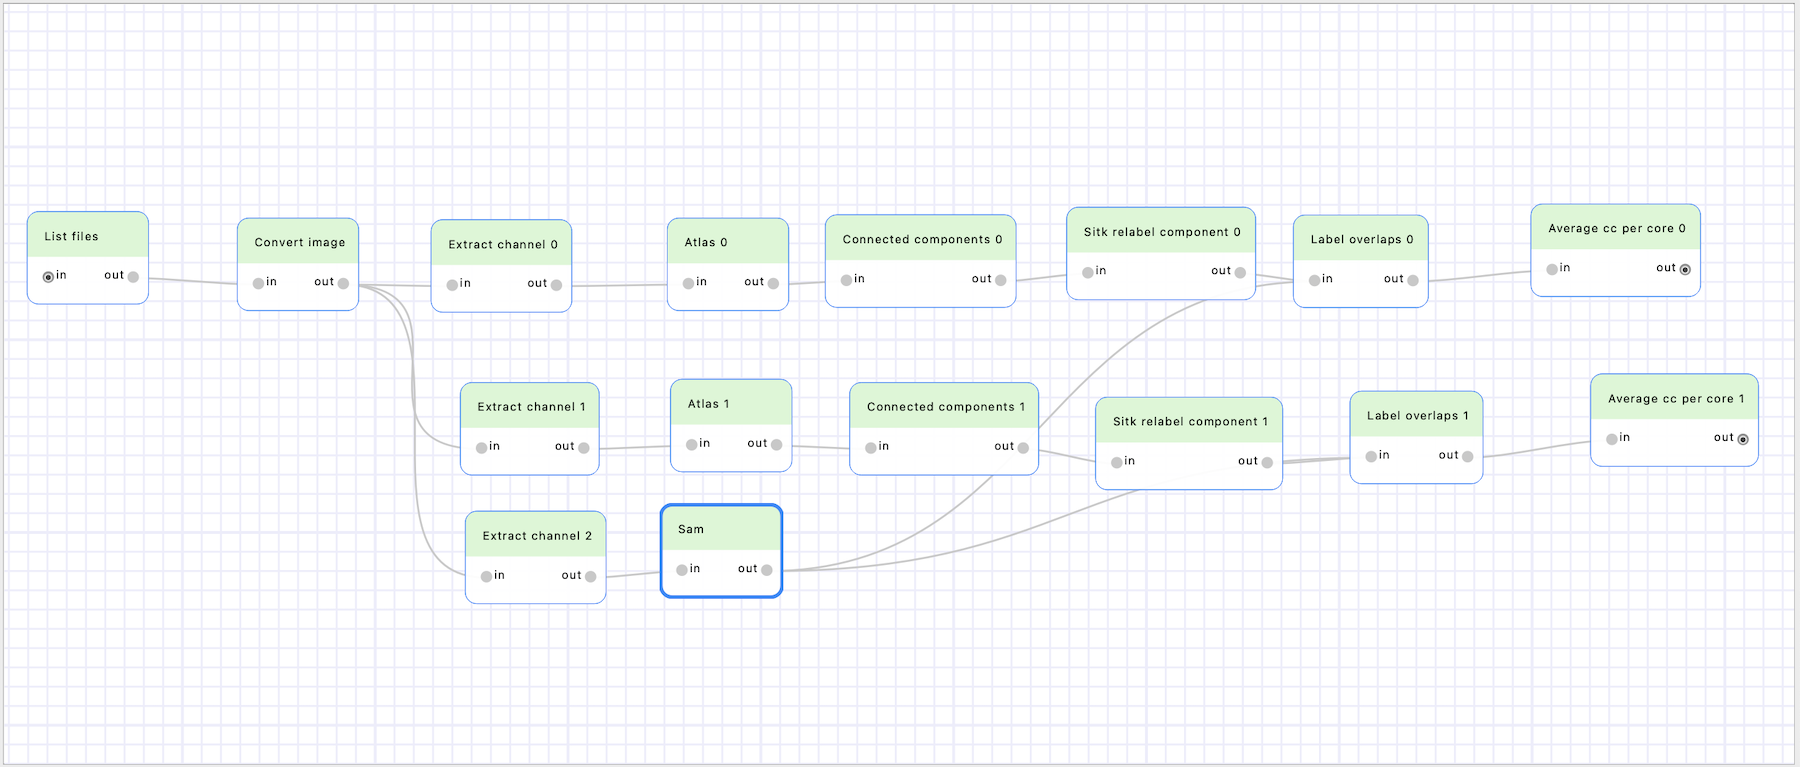 List files
in out
Convert image
in out
Extract channel 0
in out
Atlas 0
in out
Connected components 0
in out
Sitk relabel component 0
in out
Label overlaps 0
in out
Average cc per core 0
in out
Extract channel 1
in out
Atlas 1
in out
Connected components 1
in out
Sitk relabel component 1
in out
Label overlaps 1
in out
Average cc per core 1
in out
Extract channel 2
in out
Sam
in out